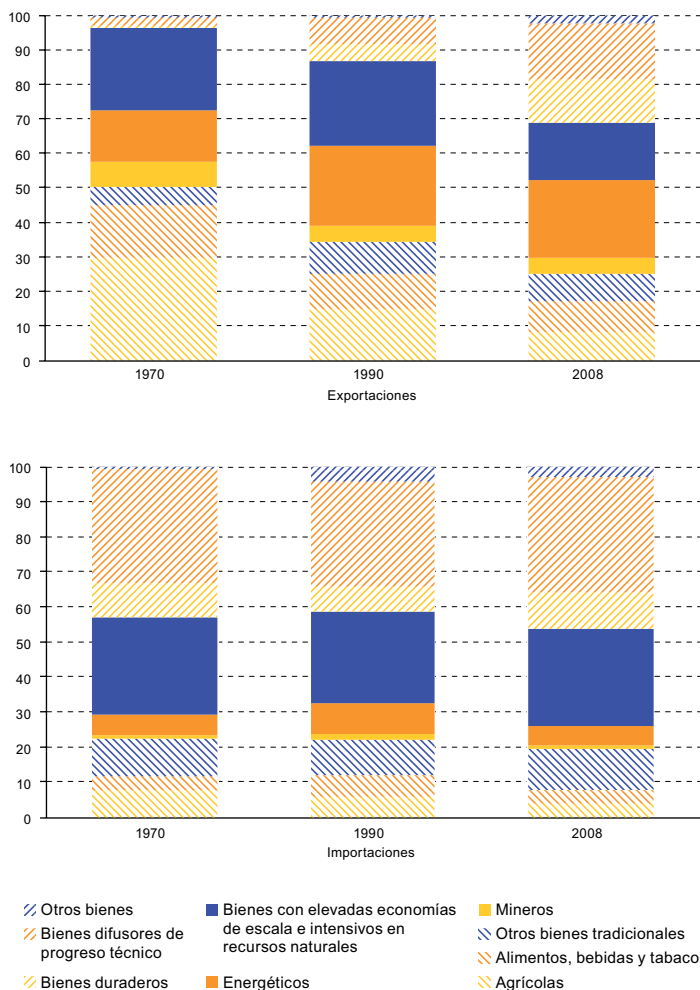 100
90
80
70
60
50
40
30
20
10
0
1970 1990 2008
Exportaciones
100
90
80
70
60
50
40
30
20
10
0
1970 1990 2008
Importaciones
Otros bienes
Bienes difusores de
progreso técnico
Bienes duraderos
Bienes con elevadas economías
de escala e intensivos en
recursos naturales
Energéticos
Mineros
Otros bienes tradicionales
Alimentos, bebidas y tabaco
Agrícolas